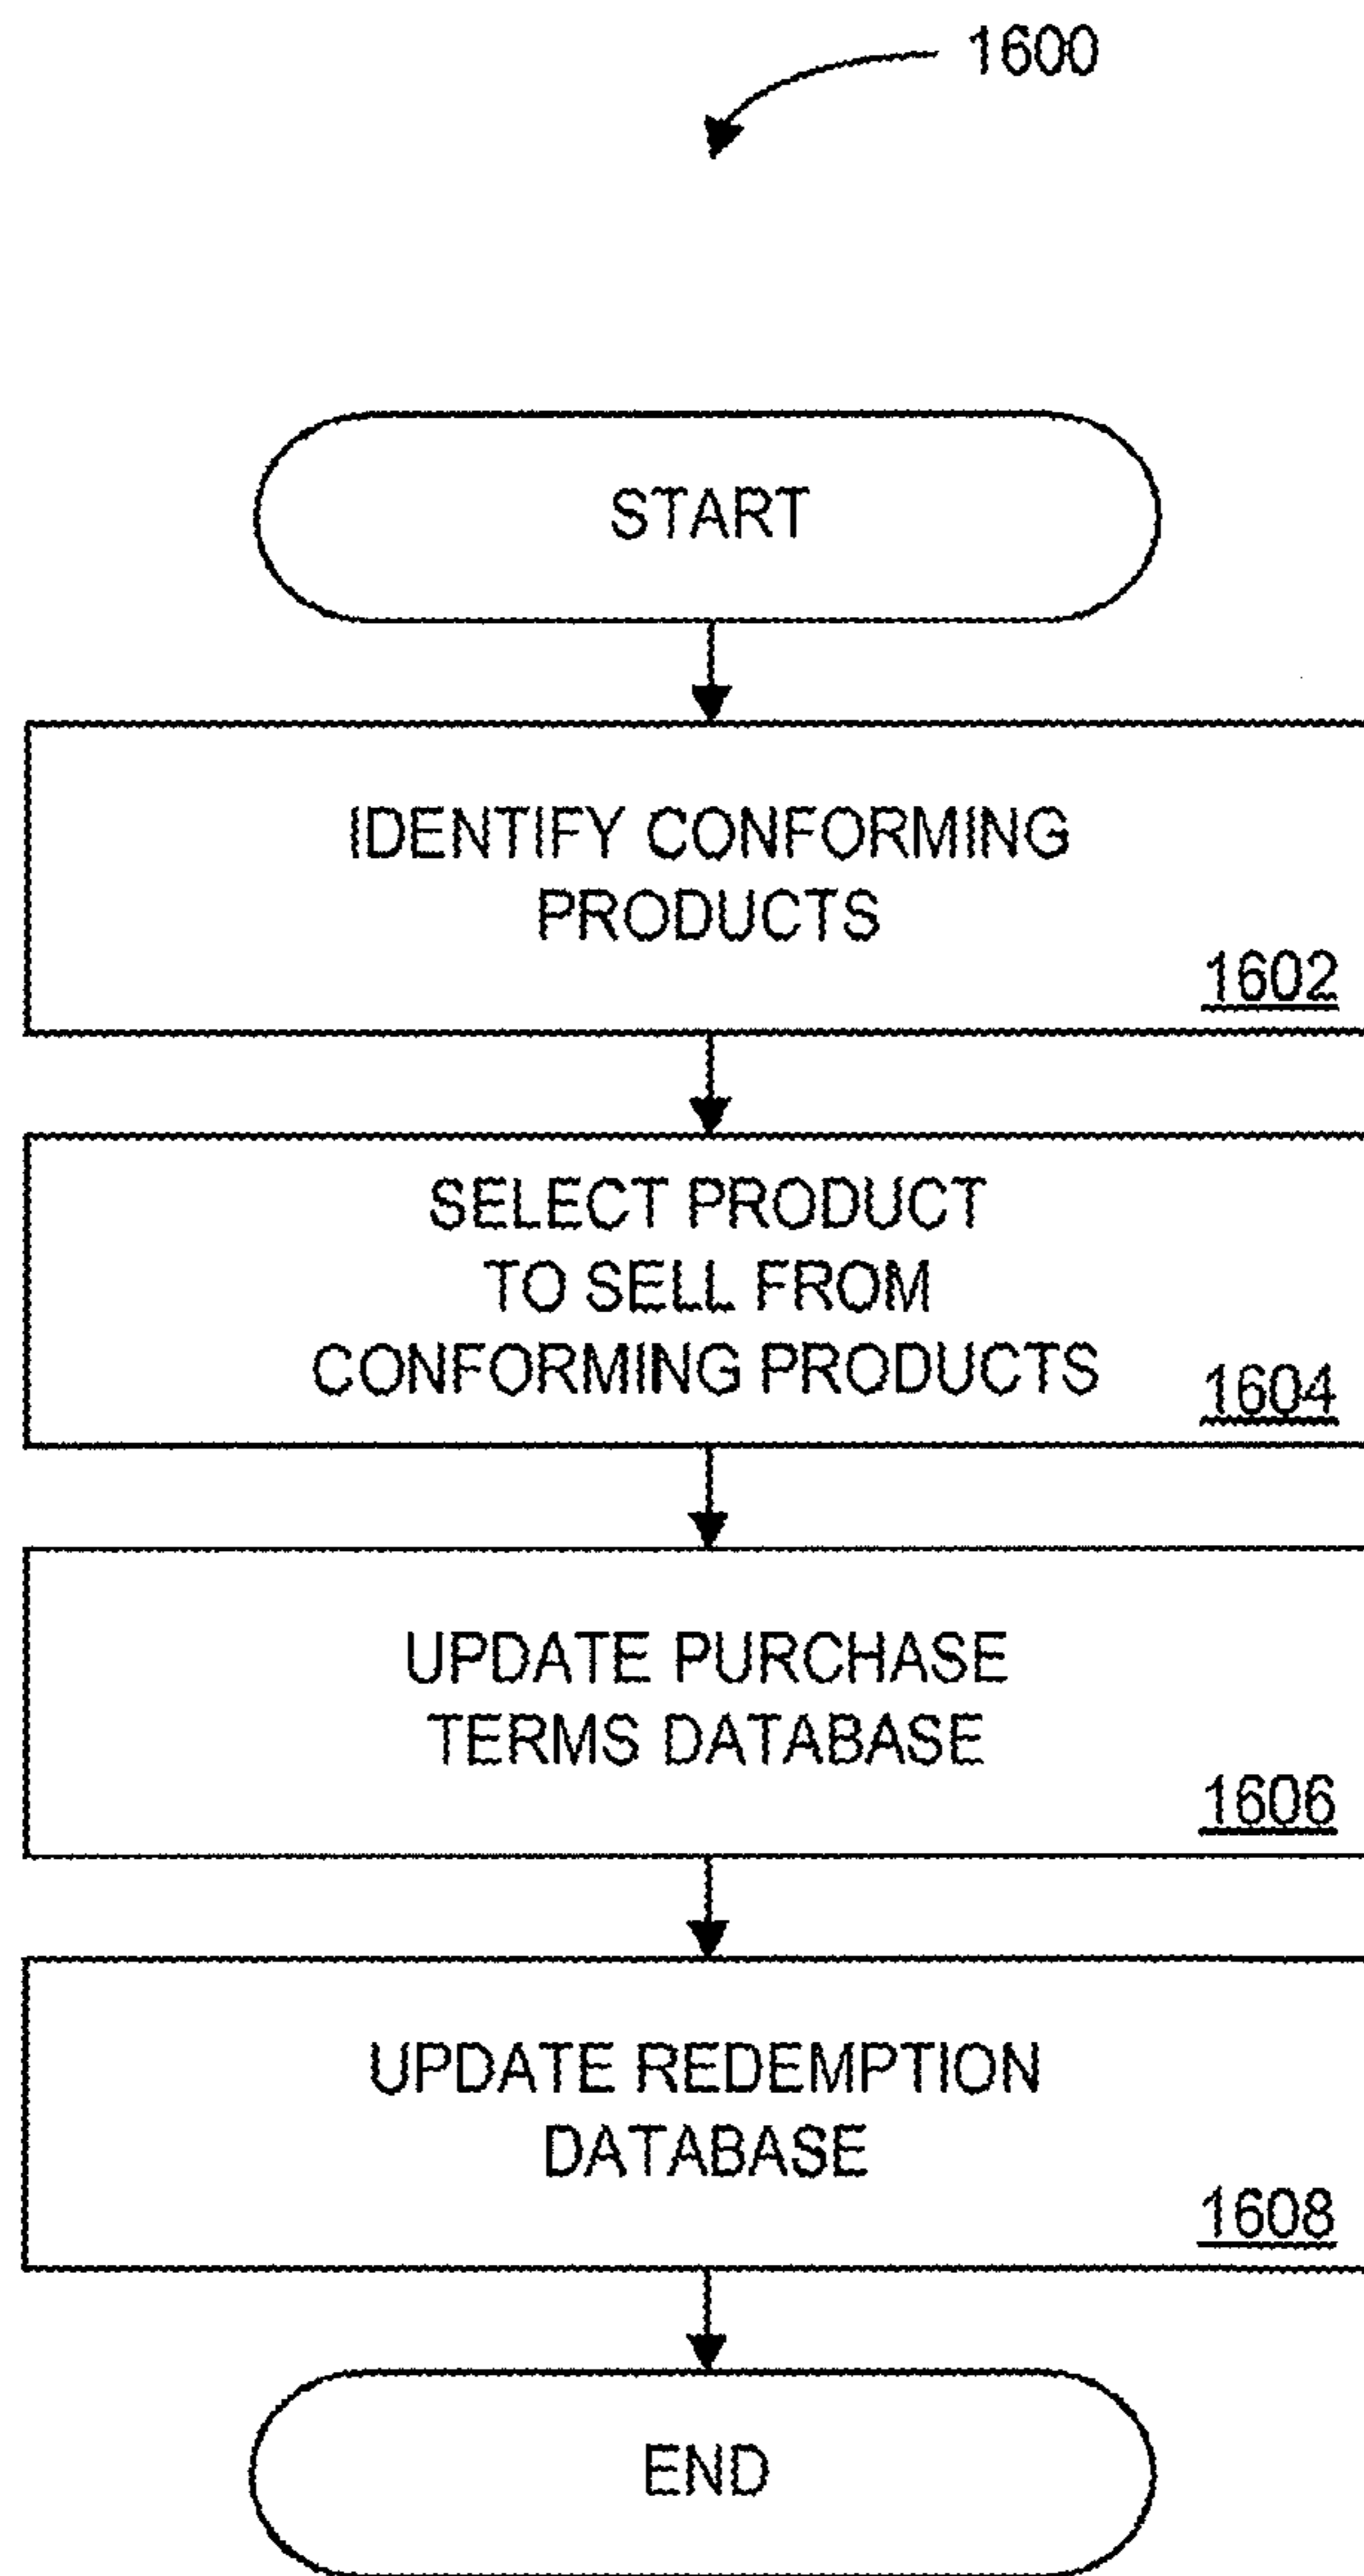 1600
START
IDENTIFY CONFORMING
PRODUCTS
1602
SELECT PRODUCT
TO SELL FROM
CONFORMING PRODUCTS
1604
UPDATE PURCHASE
TERMS DATABASE
1606
UPDATE REDEMPTION
DATABASE
1608
END